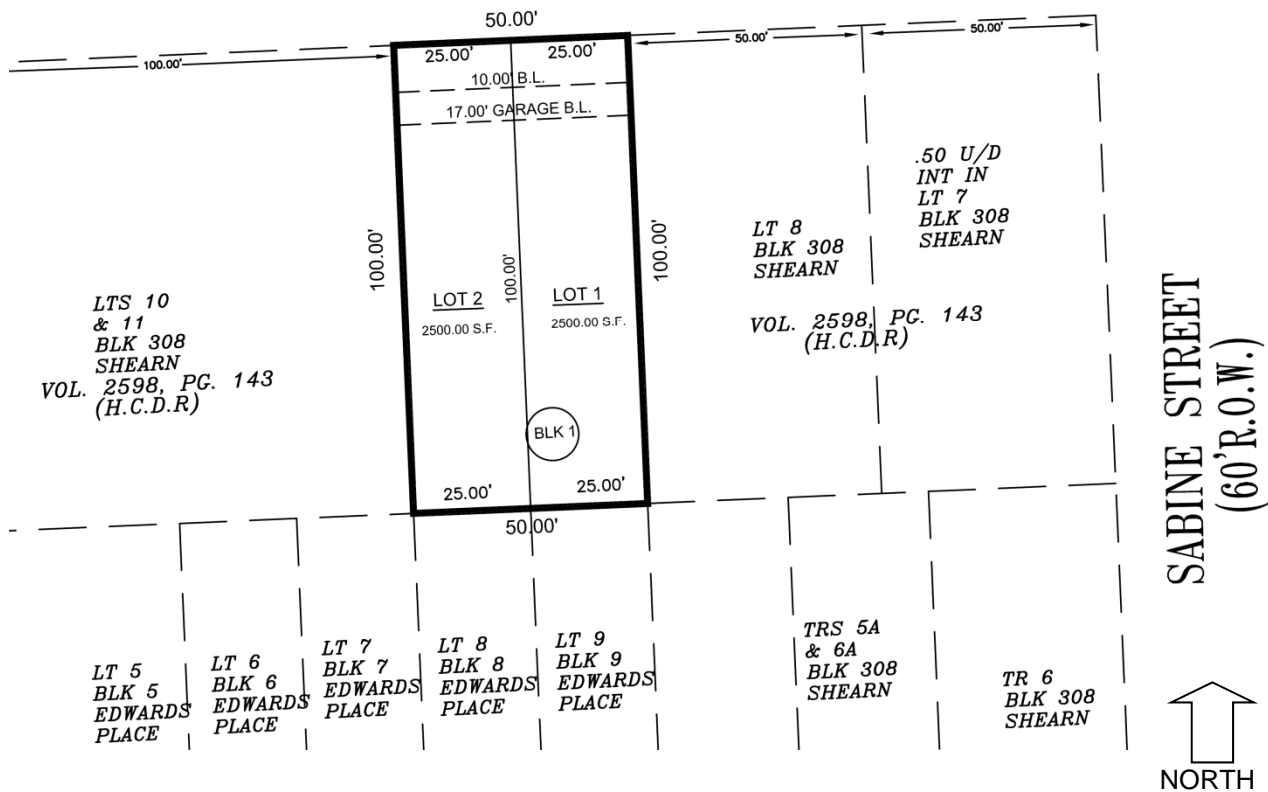 50.00'
25.00'
25.00'
50.00'
50.00'
100.00'
10.00' B.L.
17.00' GARAGE B.L.
.50 U/D
INT IN
LT 7
BLK 308
SHEARN
LT 8
BLK 308
SHEARN
VOL. 2598, PG. 143
(H.C.D.R)
100.00'
100.00'
100.00'
LOT 2
2500.00 S.F.
LOT 1
2500.00 S.F.
LTS 10
& 11
BLK 308
SHEARN
VOL. 2598, PG. 143
(H.C.D.R)
BLK 1
25.00'
25.00'
50.00'
SABINE STREET
(60'R.O.W.)
LT 5
BLK 5
EDWARDS
PLACE
LT 6
BLK 6
EDWARDS
PLACE
LT 7
BLK 7
EDWARDS
PLACE
LT 8
BLK 8
EDWARDS
PLACE
LT 9
BLK 9
EDWARDS
PLACE
TRS 5A
& 6A
BLK 308
SHEARN
TR 6
BLK 308
SHEARN
NORTH